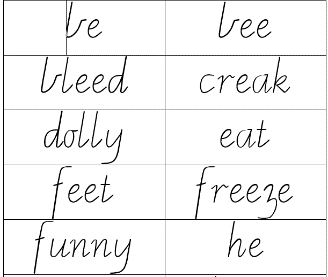 be bee
bleed creak
dolly eat
feet freeze
funny he